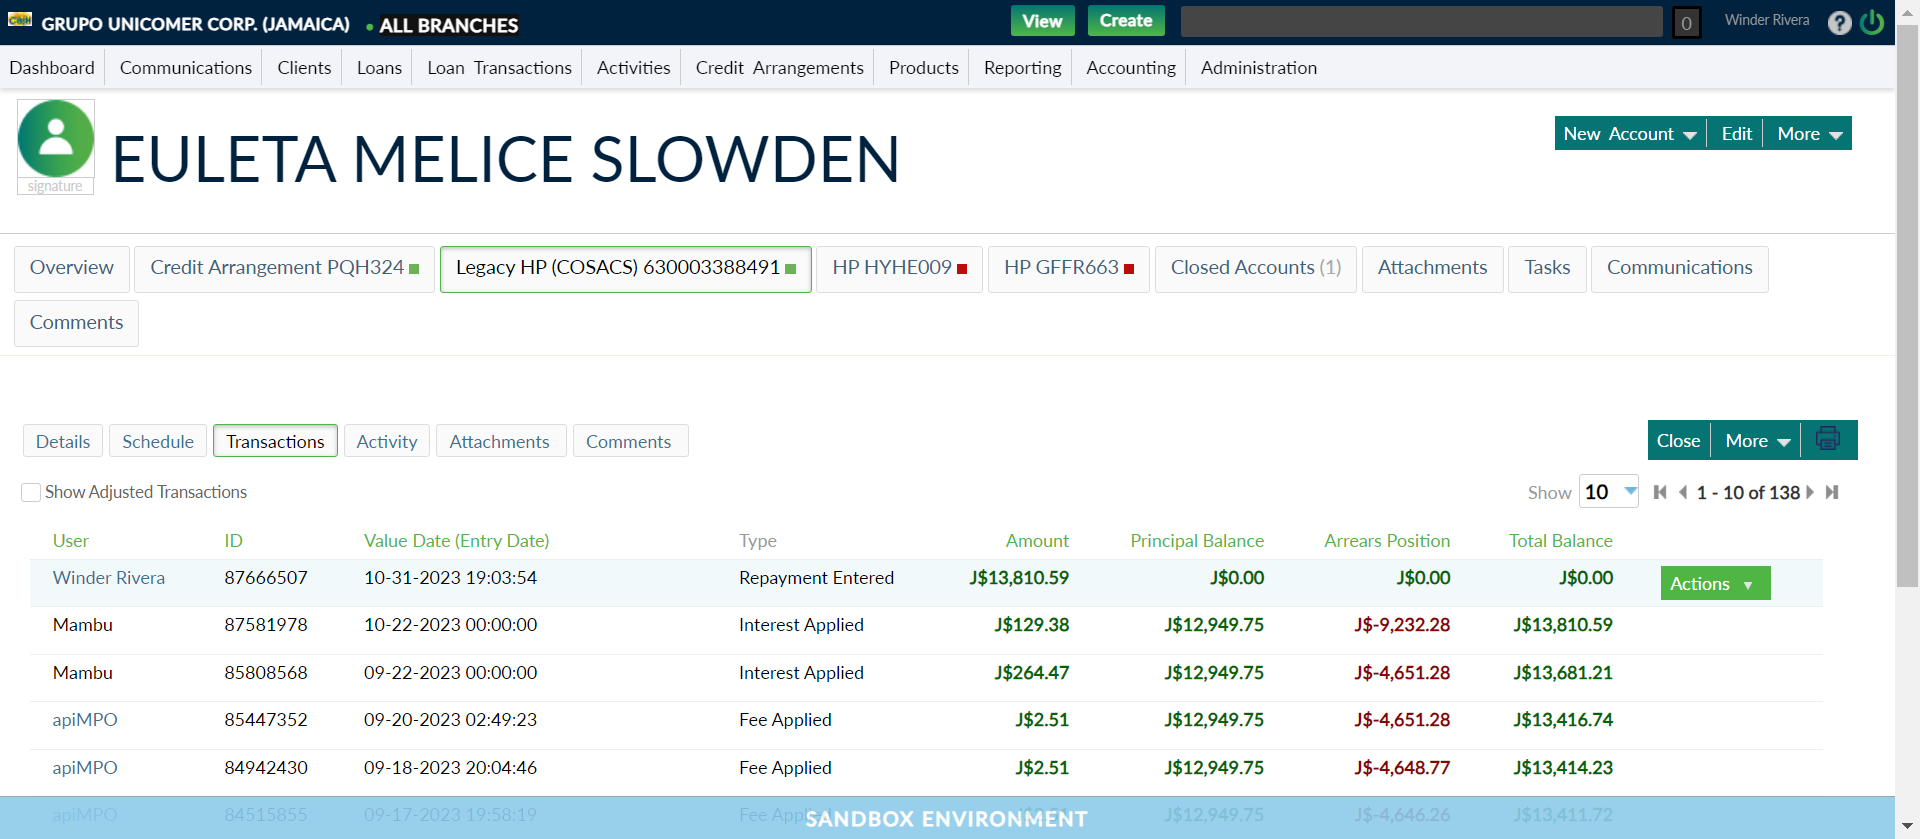 GRUPO UNICOMER CORP. (JAMAICA) • ALL BRANCHES View Create 0 Winder Rivera ?
Dashboard Communications Clients Loans Loan Transactions Activities Credit Arrangements Products Reporting Accounting Administration
signature
EULETA MELICE SLOWDEN
New Account Edit More
Overview Credit Arrangement PQH324 Legacy HP (COSACS) 630003388491 HP HYHE009 HP GFFR663 Closed Accounts (1) Attachments Tasks Communications
Comments
Details Schedule Transactions Activity Attachments Comments Close More
Show Adjusted Transactions Show 10 1 - 10 of 138
User ID Value Date (Entry Date) Type Amount Principal Balance Arrears Position Total Balance
Winder Rivera 87666507 10-31-2023 19:03:54 Repayment Entered J$13,810.59 J$0.00 J$0.00 J$0.00 Actions
Mambu 87581978 10-22-2023 00:00:00 Interest Applied J$129.38 J$12,949.75 J$-9,232.28 J$13,810.59
Mambu 85808568 09-22-2023 00:00:00 Interest Applied J$264.47 J$12,949.75 J$-4,651.28 J$13,681.21
apiMPO 85447352 09-20-2023 02:49:23 Fee Applied J$2.51 J$12,949.75 J$-4,651.28 J$13,416.74
apiMPO 84942430 09-18-2023 20:04:46 Fee Applied J$2.51 J$12,949.75 J$-4,648.77 J$13,414.23
apiMPO 84515855 09-17-2023 19:58:19 Fee J$12,949.75 J$-4,646.26 J$13,411.72
SANDBOX ENVIRONMENT